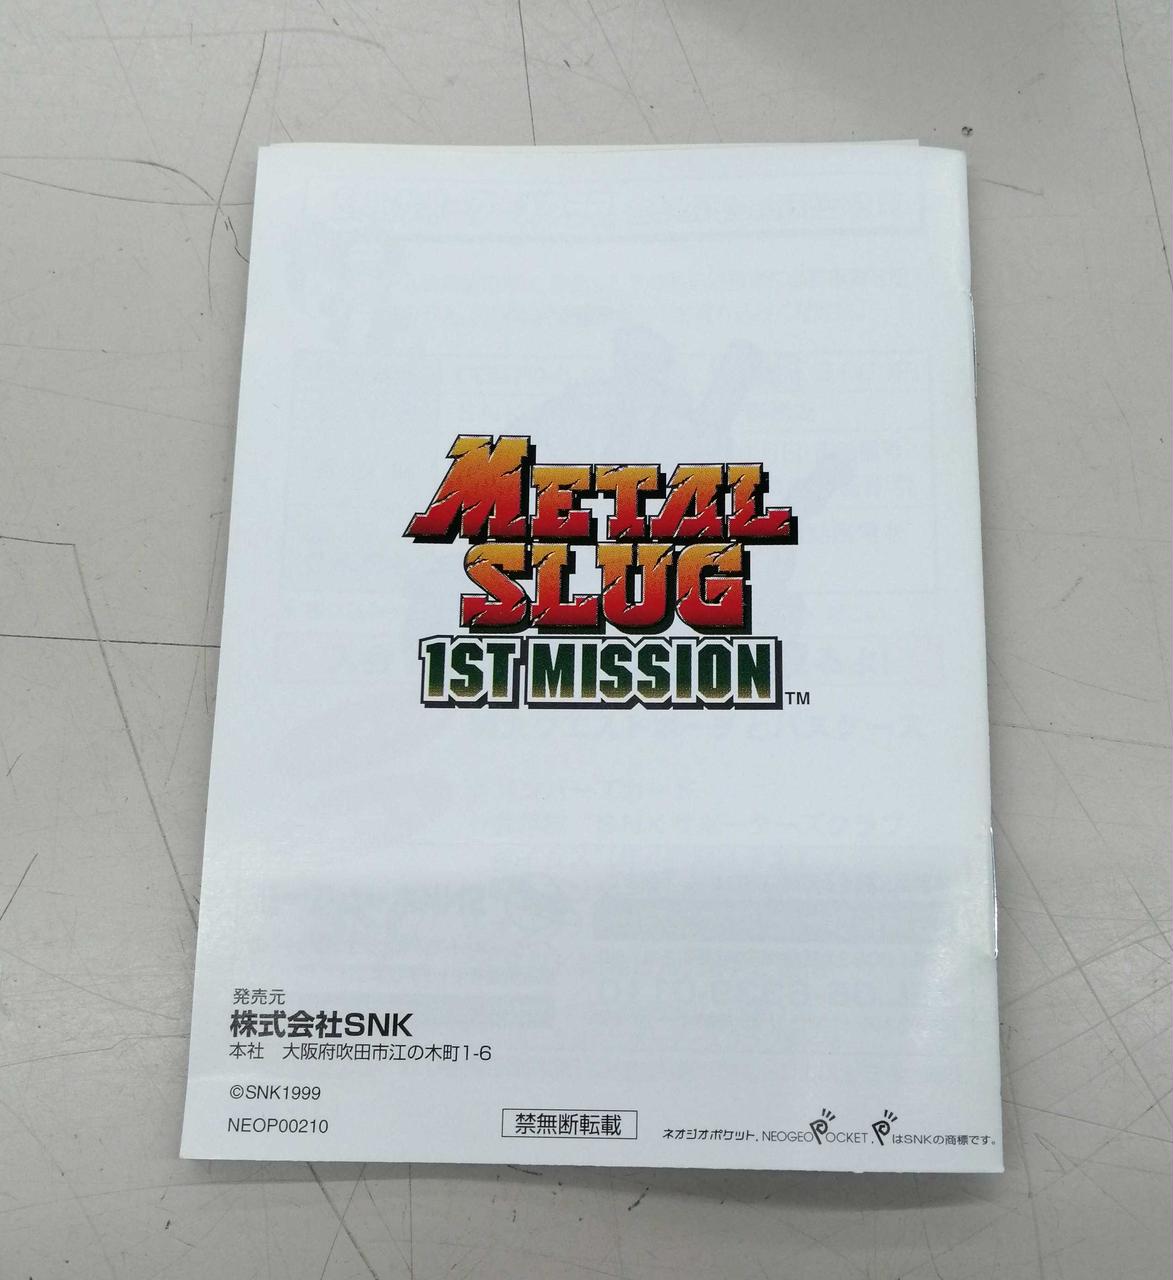 METAL
SLUG
1ST MISSION TM
発売元
株式会社SNK
本社　大阪府吹田市江の木町1-6
©SNK1999
NEOP00210
禁無断転載
ネオジオポケット, NEOGEO POCKET, P はSNKの商標です。